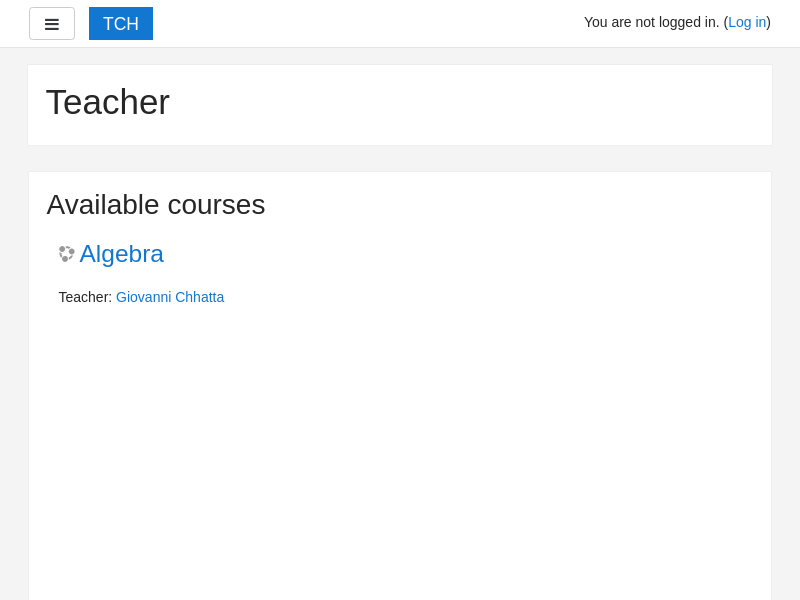 TCH
You are not logged in. (Log in)
Teacher
Available courses
Algebra
Teacher: Giovanni Chhatta